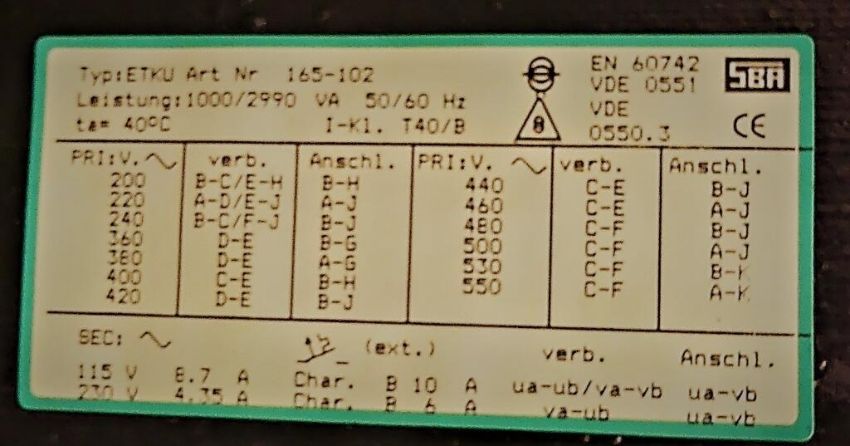 Typ:ETKU Art Nr 165-102
Leistung:1000/2990 VA 50/60 Hz
ta= 40°C I-Kl. T40/B
EN 60742
VDE 0551
VDE
0550.3
SBA
CE
PRI:V. verb. Anschl. PRI:V. verb. Anschl.
200 B-C/E-H B-H 440 C-E B-J
220 A-D/E-J A-J 460 C-E A-J
240 B-C/F-J B-J 480 C-F B-J
360 D-E B-G 500 C-F A-J
380 D-E A-G 530 C-F B-K
400 C-E B-H 550 C-F A-K
420 D-E B-J
SEC: (ext.) verb. Anschl.
115 V 8.7 A Char. B 10 A ua-ub/va-vb ua-vb
230 V 4.35 A Char. B 6 A va-ub ua-vb